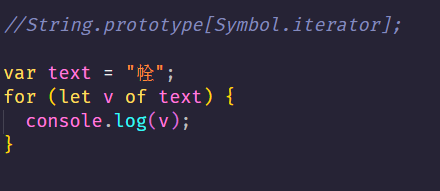 //String.prototype[Symbol.iterator];
var text = "";
for (let v of text) {
console.log(v);
}